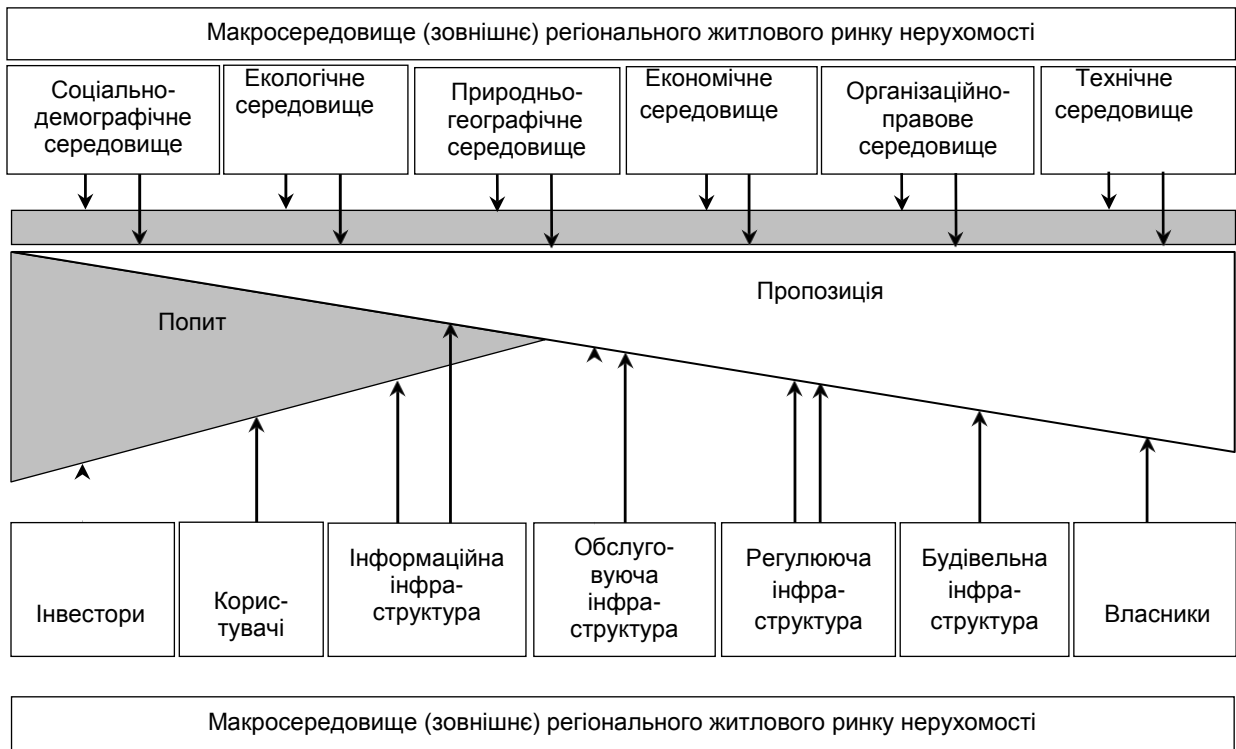 Макросередовище (зовнішнє) регіонального житлового ринку нерухомості
Соціально-
демографічне
середовище
Екологічне
середовище
Природньо-
географічне
середовище
Економічне
середовище
Організаційно-
правове
середовище
Технічне
середовище
Попит
Пропозиція
Інвестори
Корис-
тувачі
Інформаційна
інфра-
структура
Обслуго-
вуюча
інфра-
структура
Регулююча
інфра-
структура
Будівельна
інфра-
структура
Власники
Макросередовище (зовнішнє) регіонального житлового ринку нерухомості